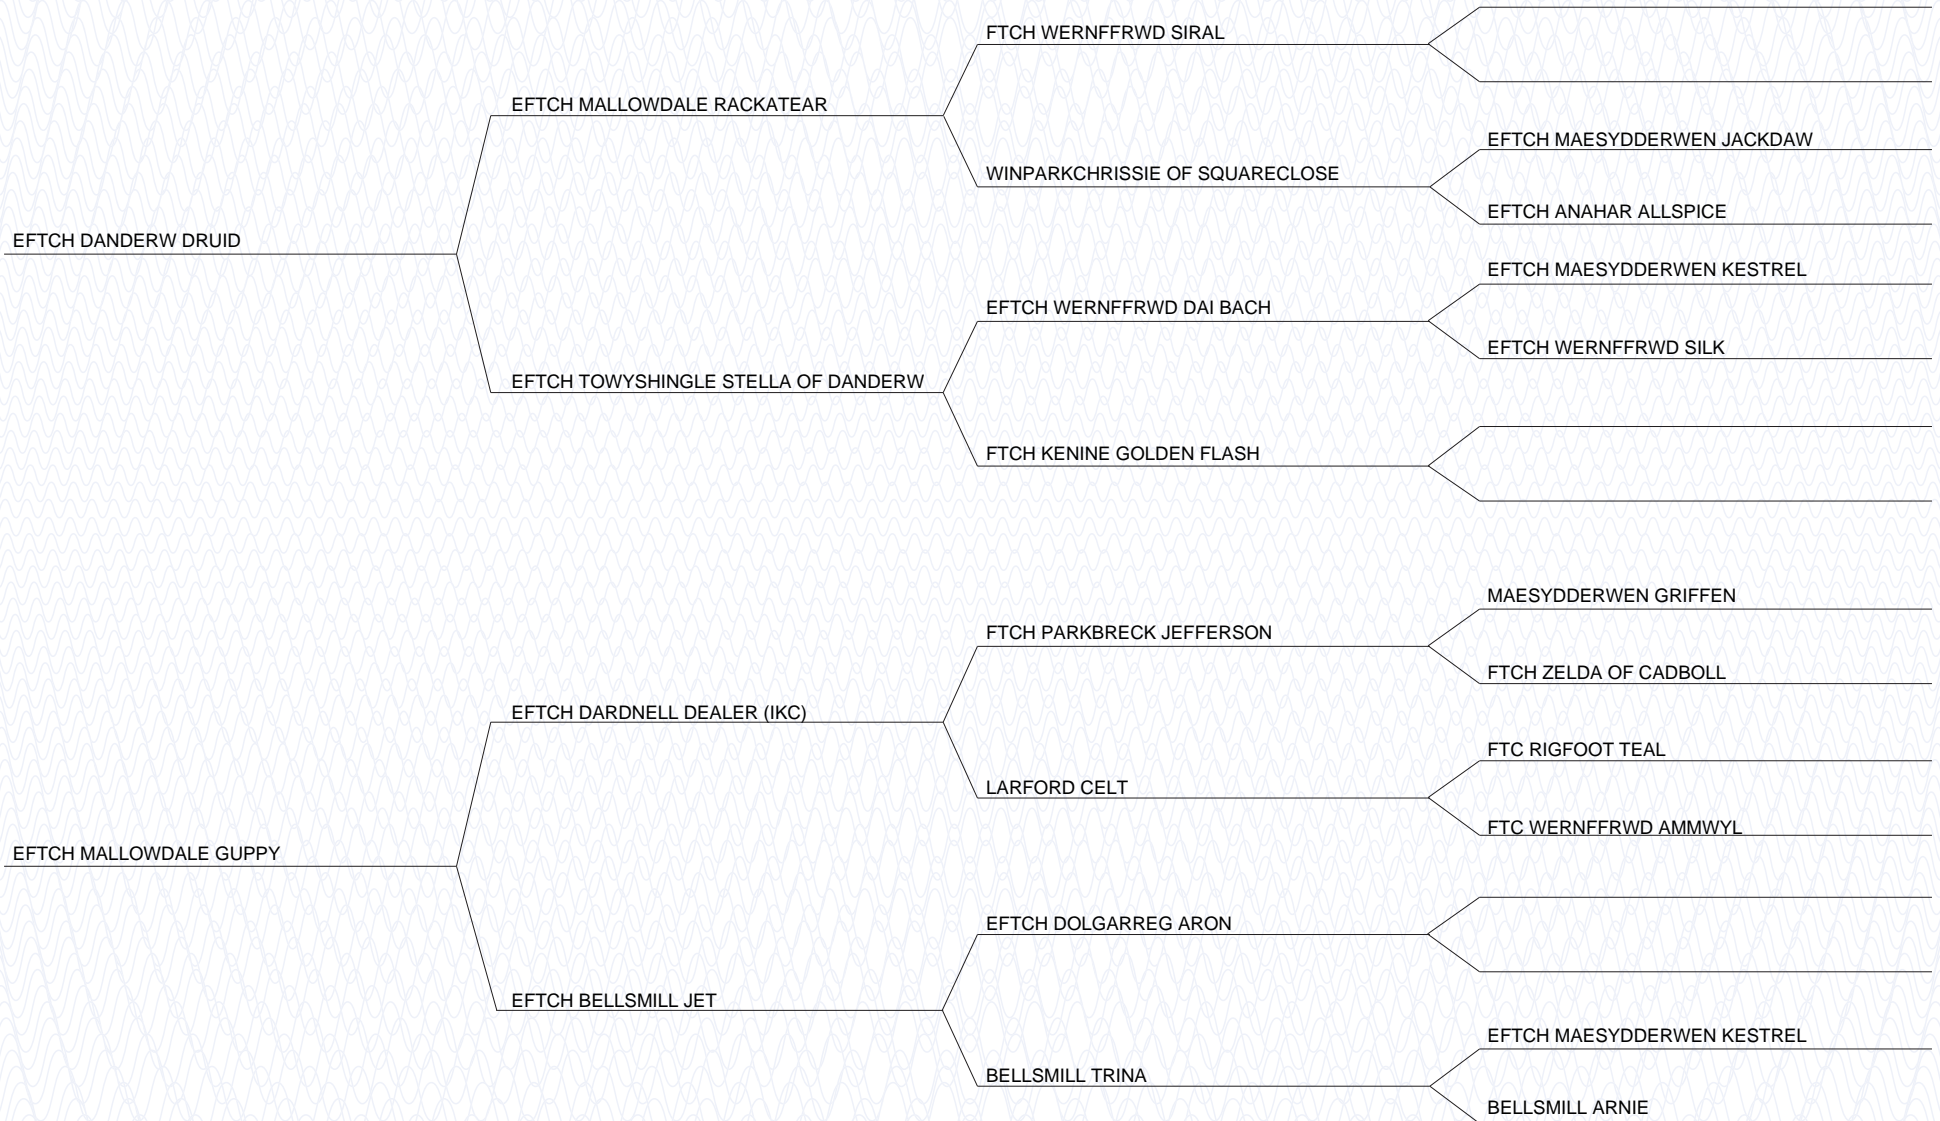 FTCH WERNFFRWD SIRAL
EFTCH MALLOWDALE RACKATEAR
EFTCH MAESYDDERWEN JACKDAW
WINPARKCHRISSIE OF SQUARECLOSE
EFTCH ANAHAR ALLSPICE
EFTCH DANDERW DRUID
EFTCH MAESYDDERWEN KESTREL
EFTCH WERNFFRWD DAI BACH
EFTCH WERNFFRWD SILK
EFTCH TOWYSHINGLE STELLA OF DANDERW
FTCH KENINE GOLDEN FLASH
MAESYDDERWEN GRIFFEN
FTCH PARKBRECK JEFFERSON
FTCH ZELDA OF CADBOLL
EFTCH DARDNELL DEALER (IKC)
FTC RIGFOOT TEAL
LARFORD CELT
FTC WERNFFRWD AMMWYL
EFTCH MALLOWDALE GUPPY
EFTCH DOLGARREG ARON
EFTCH BELLSMILL JET
EFTCH MAESYDDERWEN KESTREL
BELLSMILL TRINA
BELLSMILL ARNIE